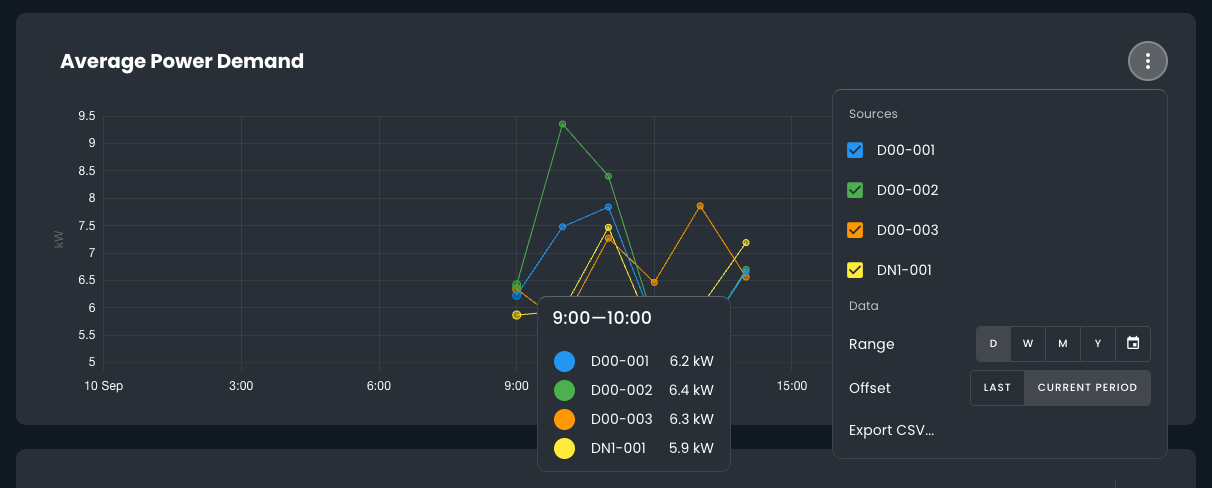 Average Power Demand
kW
9.5
9
8.5
8
7.5
7
6.5
6
5.5
5
10 Sep 3:00 6:00 9:00 15:00
9:00—10:00
D00-001 6.2 kW
D00-002 6.4 kW
D00-003 6.3 kW
DN1-001 5.9 kW
Sources
D00-001
D00-002
D00-003
DN1-001
Data
Range D W M Y
Offset LAST CURRENT PERIOD
Export CSV...